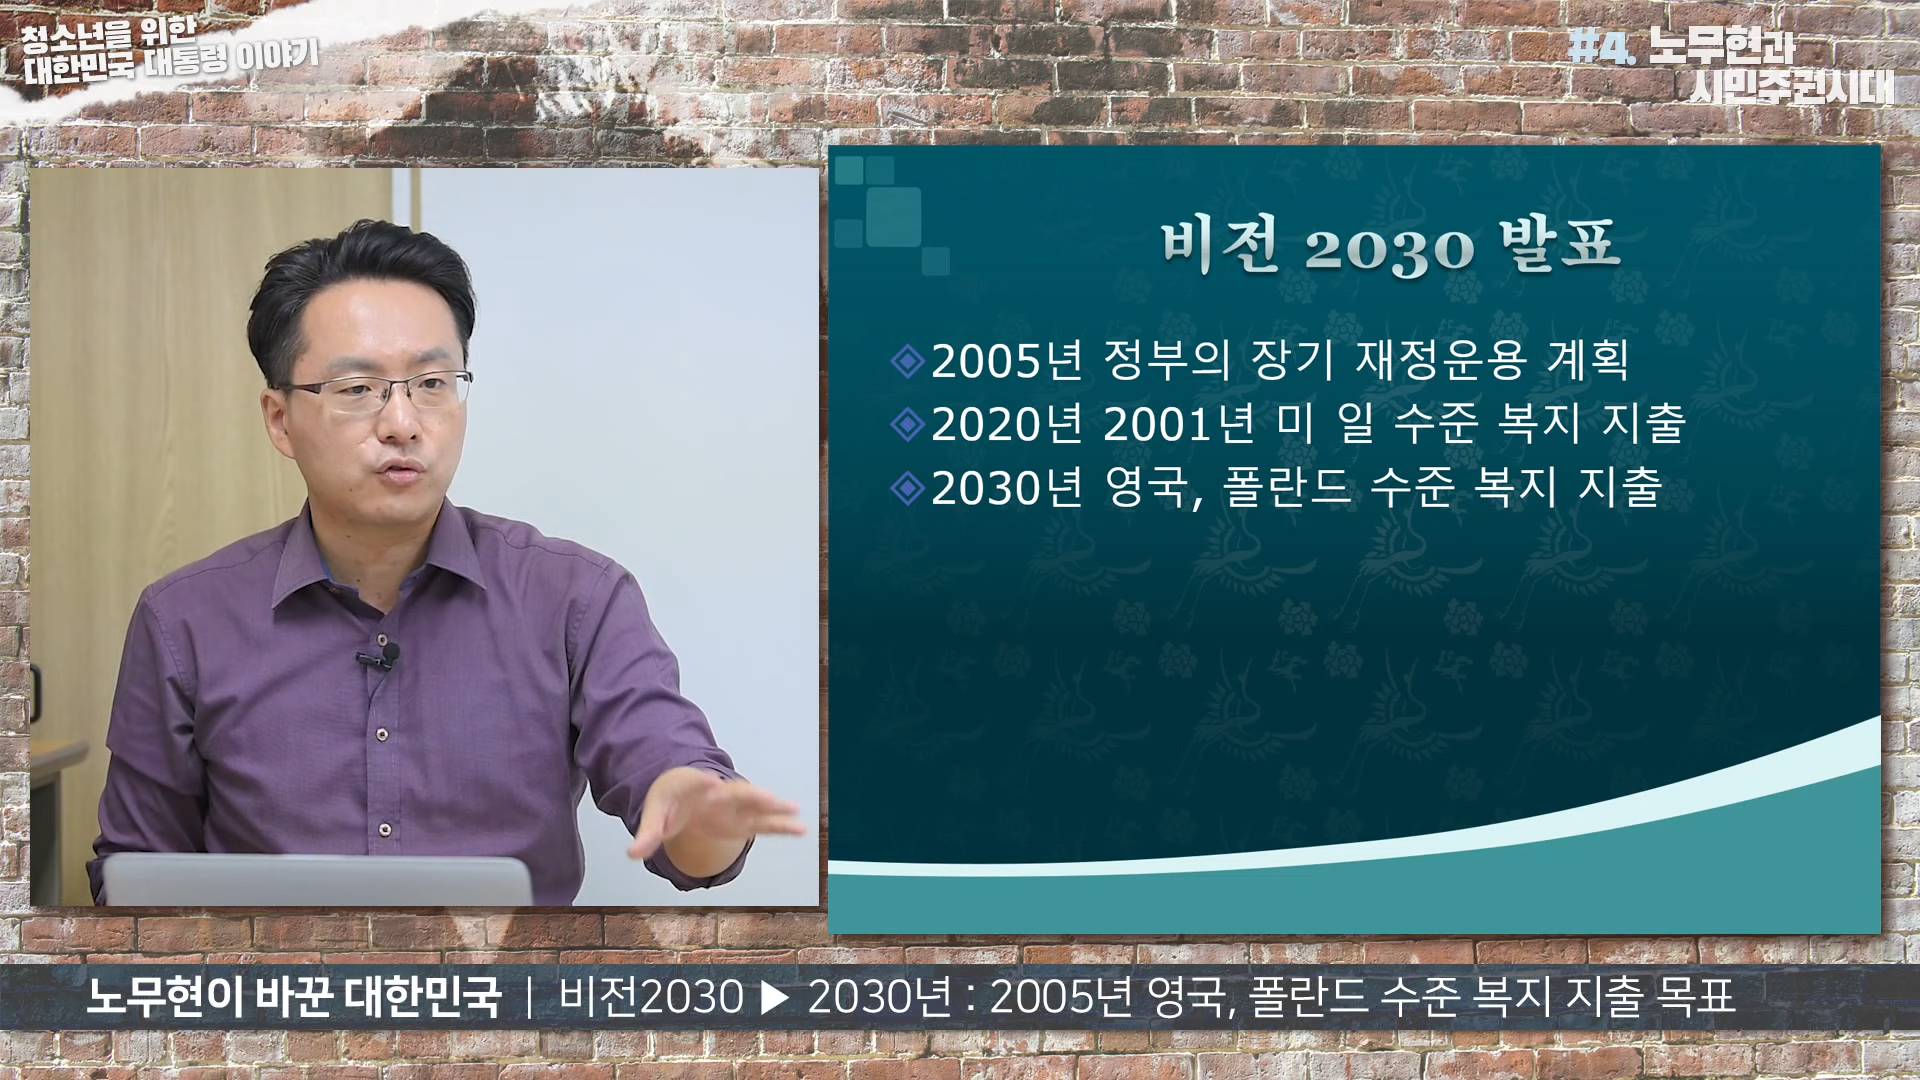 청소년을 위한
대한민국 대통령 이야기
#4. 노무현과
시민주권시대
비전 2030 발표
2005년 정부의 장기 재정운용 계획
2020년 2001년 미 일 수준 복지 지출
2030년 영국, 폴란드 수준 복지 지출
노무현이 바꾼 대한민국 | 비전2030 ▶ 2030년 : 2005년 영국, 폴란드 수준 복지 지출 목표